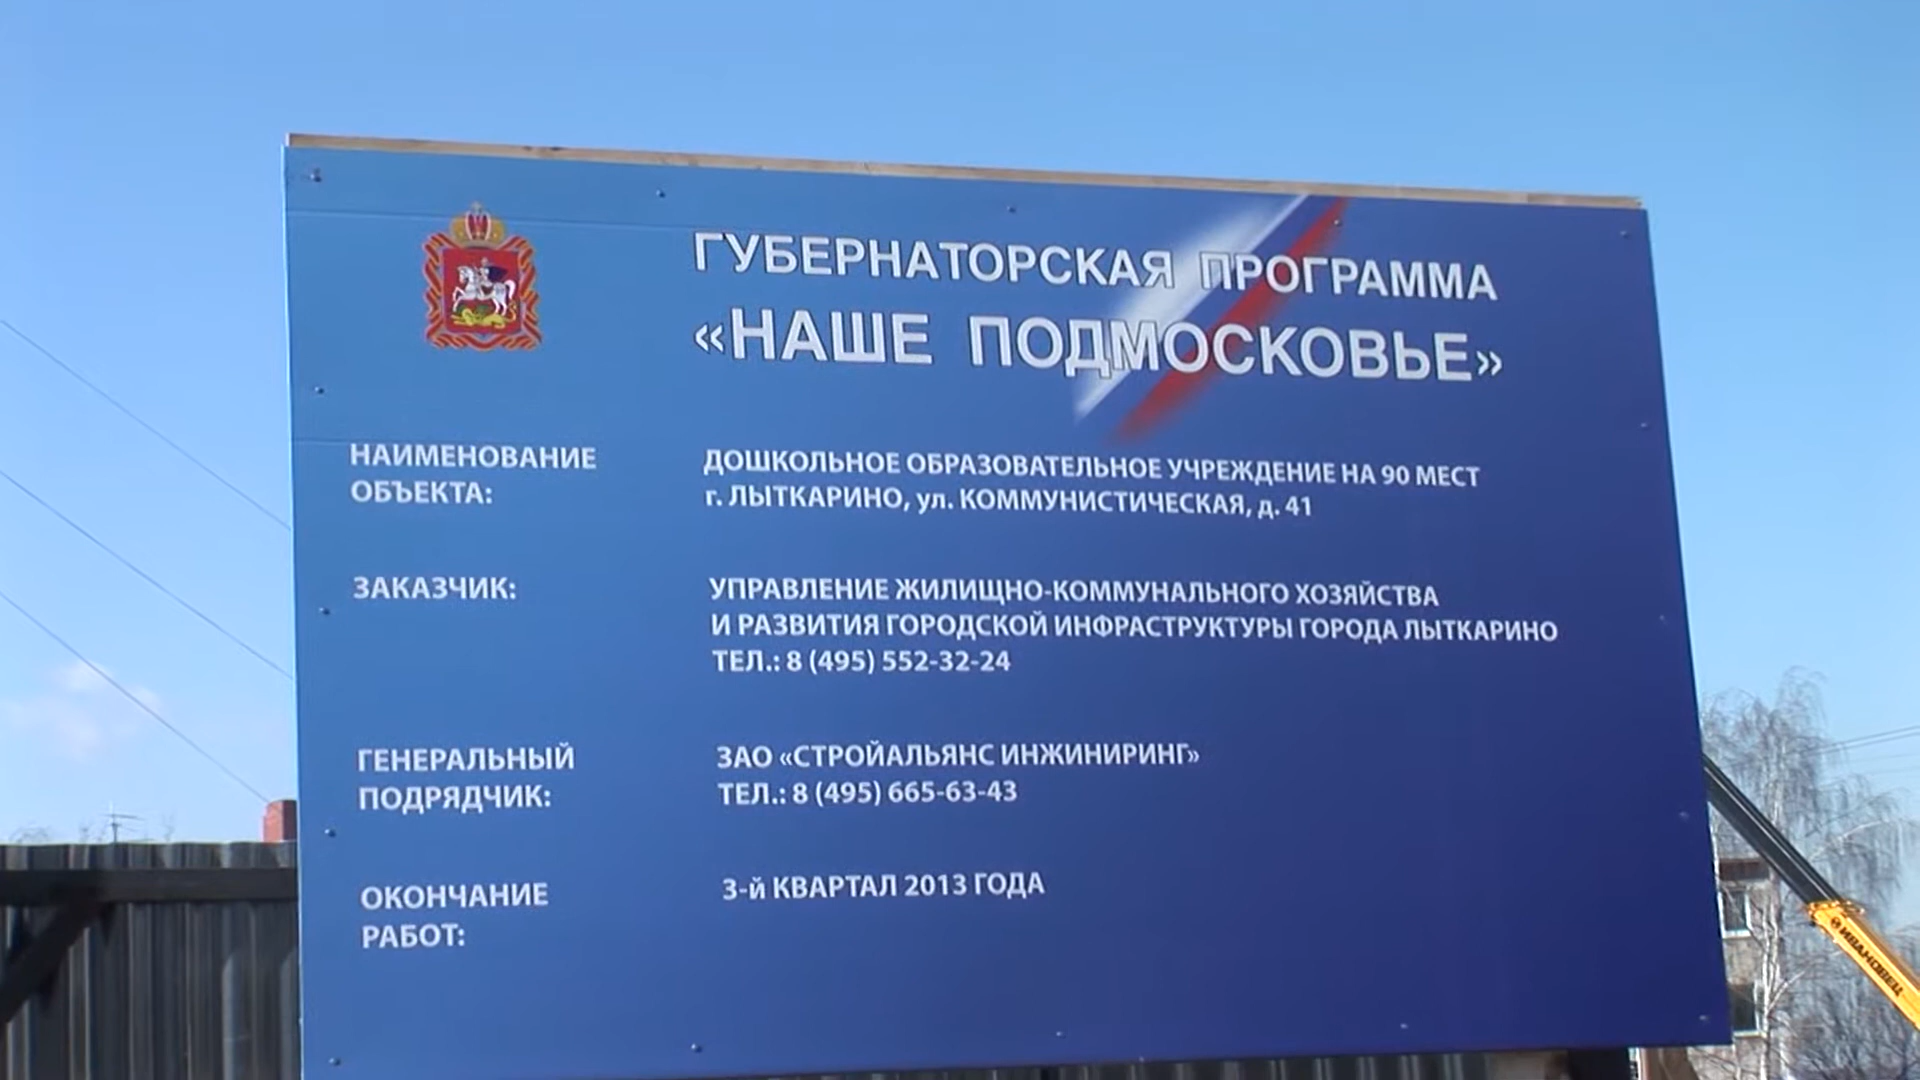 ГУБЕРНАТОРСКАЯ ПРОГРАММА
«НАШЕ ПОДМОСКОВЬЕ»
НАИМЕНОВАНИЕ
ОБЪЕКТА:
ДОШКОЛЬНОЕ ОБРАЗОВАТЕЛЬНОЕ УЧРЕЖДЕНИЕ НА 90 МЕСТ
г. ЛЫТКАРИНО, ул. КОММУНИСТИЧЕСКАЯ, д. 41
ЗАКАЗЧИК:
УПРАВЛЕНИЕ ЖИЛИЩНО-КОММУНАЛЬНОГО ХОЗЯЙСТВА
И РАЗВИТИЯ ГОРОДСКОЙ ИНФРАСТРУКТУРЫ ГОРОДА ЛЫТКАРИНО
ТЕЛ.: 8 (495) 552-32-24
ГЕНЕРАЛЬНЫЙ
ПОДРЯДЧИК:
ЗАО «СТРОЙАЛЬЯНС ИНЖИНИРИНГ»
ТЕЛ.: 8 (495) 665-63-43
ОКОНЧАНИЕ
РАБОТ:
3-й КВАРТАЛ 2013 ГОДА
ИВАНОВЕЦ